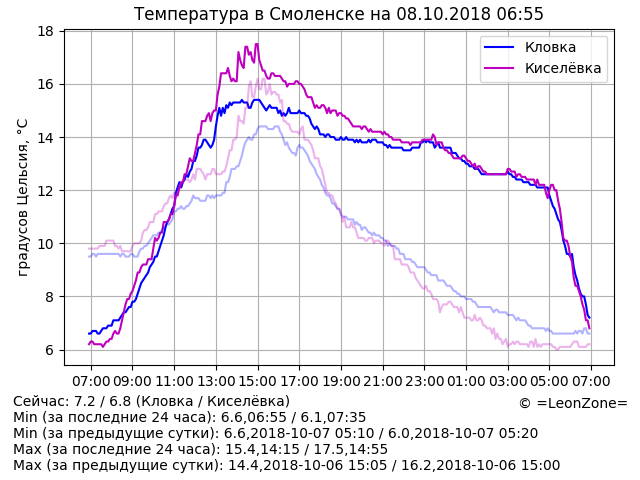 Температура в Смоленске на 08.10.2018 06:55
градусов Цельсия, °C
18
16
14
12
10
8
6
Кловка
Киселёвка
07:00 09:00 11:00 13:00 15:00 17:00 19:00 21:00 23:00 01:00 03:00 05:00 07:00
Сейчас: 7.2 / 6.8 (Кловка / Киселёвка)
© =LeonZone=
Min (за последние 24 часа): 6.6,06:55 / 6.1,07:35
Min (за предыдущие сутки): 6.6,2018-10-07 05:10 / 6.0,2018-10-07 05:20
Max (за последние 24 часа): 15.4,14:15 / 17.5,14:55
Max (за предыдущие сутки): 14.4,2018-10-06 15:05 / 16.2,2018-10-06 15:00